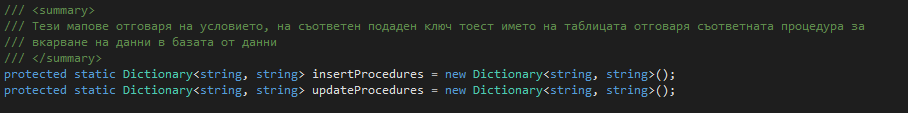 /// <summary>
/// Тези мапове отговаря на условието, на съответен подаден ключ тоест името на таблицата отговаря съответната процедура за
/// вкарване на данни в базата от данни
/// </summary>
protected static Dictionary<string, string> insertProcedures = new Dictionary<string, string>();
protected static Dictionary<string, string> updateProcedures = new Dictionary<string, string>();